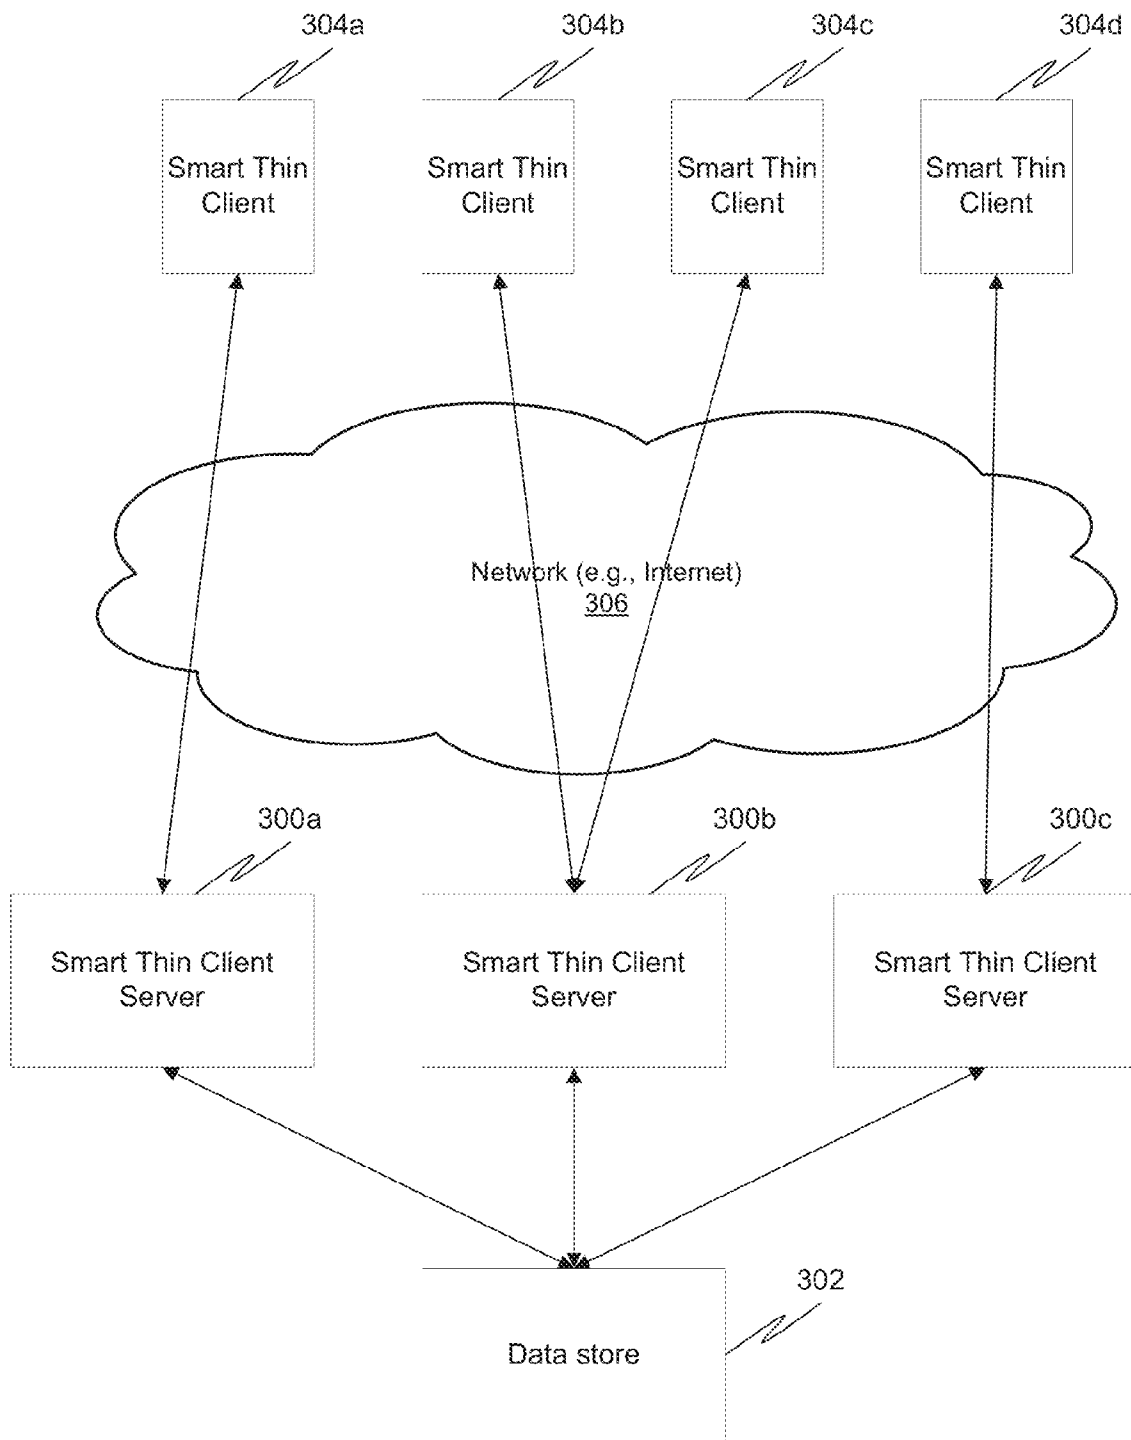 304a
304b
304c
304d
Smart Thin
Client
Smart Thin
Client
Smart Thin
Client
Smart Thin
Client
Network (e.g., Internet)
306
300a
300b
300c
Smart Thin Client
Server
Smart Thin Client
Server
Smart Thin Client
Server
302
Data store